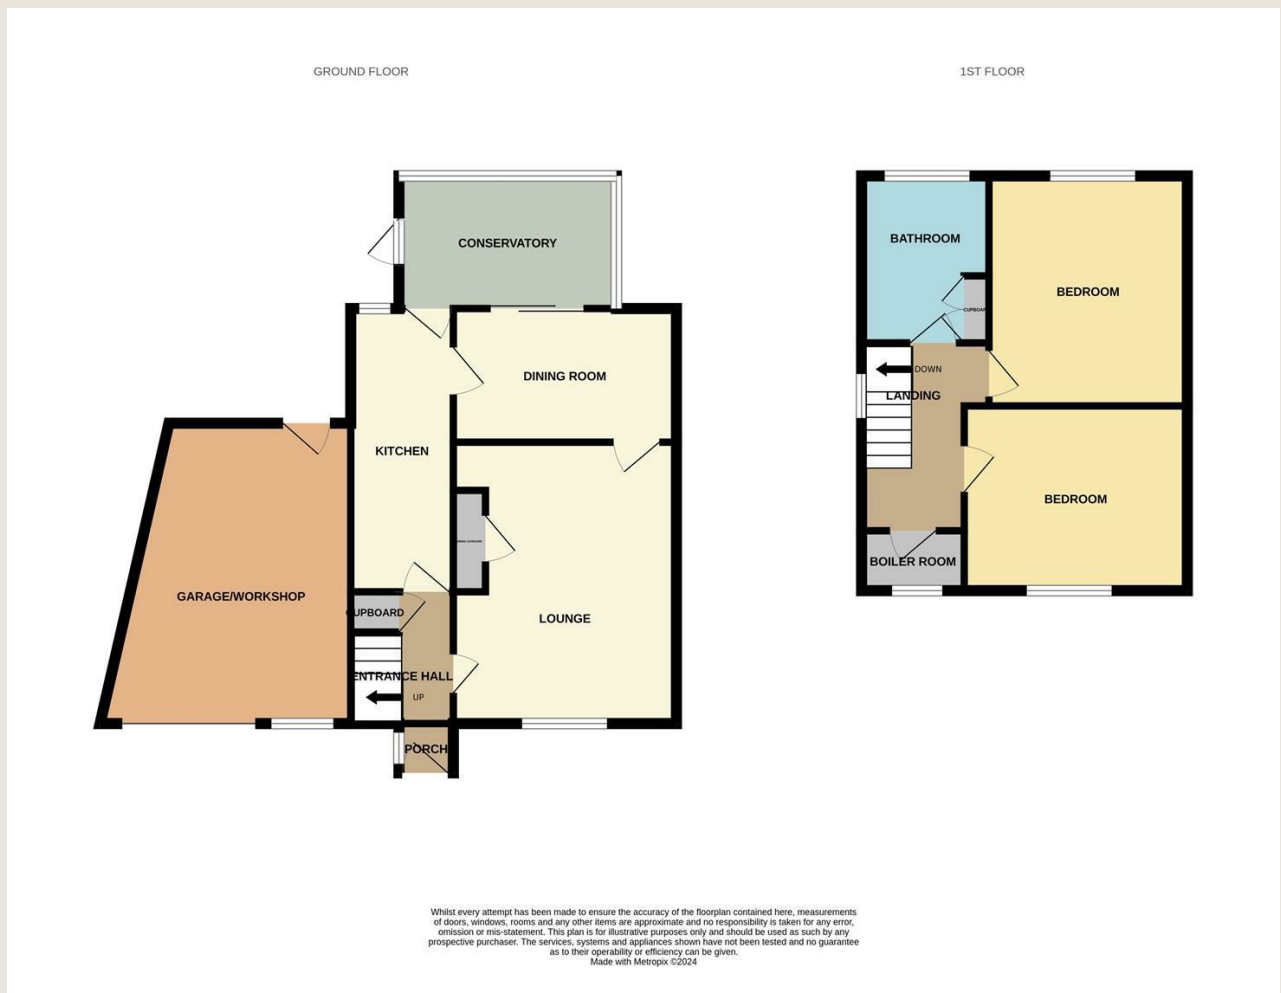 GROUND FLOOR
1ST FLOOR
CONSERVATORY
DINING ROOM
KITCHEN
GARAGE/WORKSHOP
CUPBOARD
LOUNGE
ENTRANCE HALL
UP
PORCH
BATHROOM
BEDROOM
CUPBOARD
DOWN
LANDING
BEDROOM
BOILER ROOM
Whilst every attempt has been made to ensure the accuracy of the floorplan contained here, measurements
of doors, windows, rooms and any other items are approximate and no responsibility is taken for any error,
omission or mis-statement. This plan is for illustrative purposes only and should be used as such by any
prospective purchaser. The services, systems and appliances shown have not been tested and no guarantee
as to their operability or efficiency can be given.
Made with Metropix ©2024